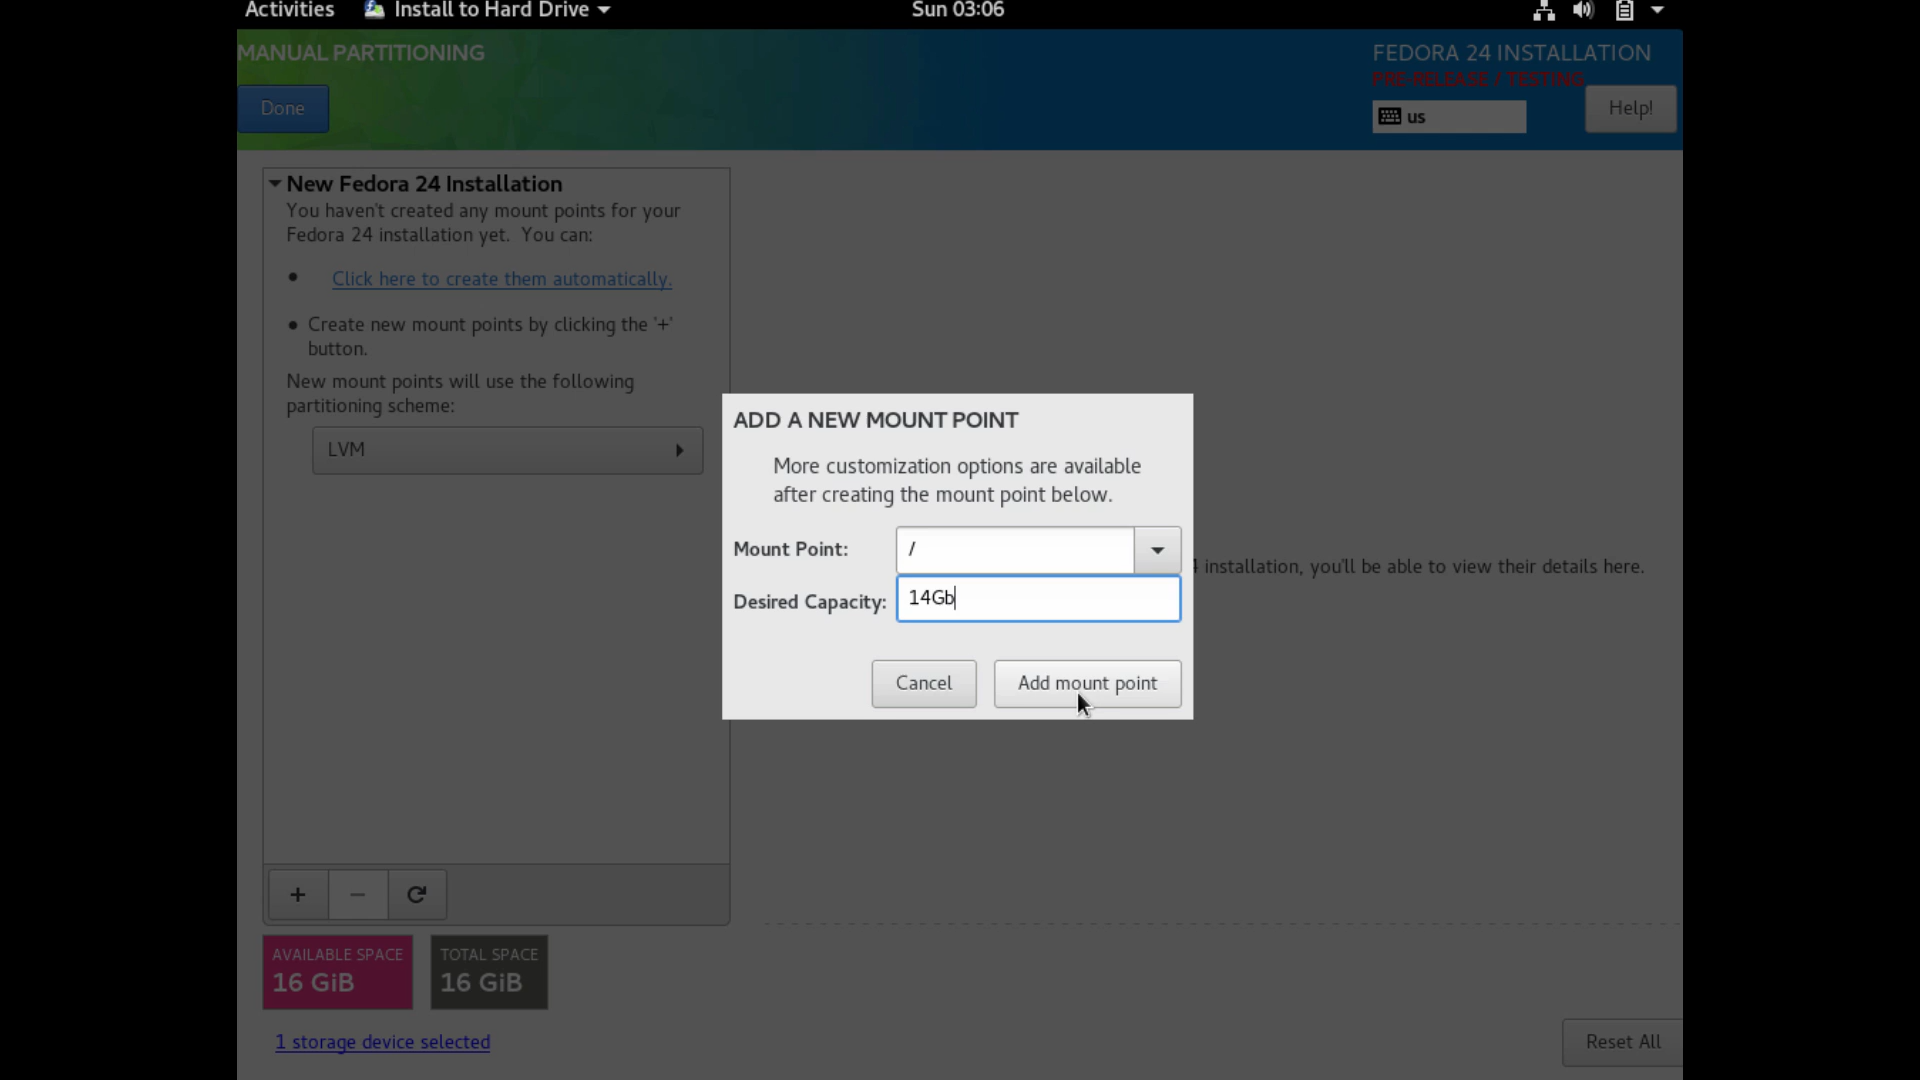 Activities Install to Hard Drive Sun 03:06
MANUAL PARTITIONING
FEDORA 24 INSTALLATION
PRE-RELEASE / TESTING
Done
us
Help!
New Fedora 24 Installation
You haven't created any mount points for your
Fedora 24 installation yet. You can:
• Click here to create them automatically.
• Create new mount points by clicking the '+'
button.
New mount points will use the following
partitioning scheme:
LVM
ADD A NEW MOUNT POINT
More customization options are available
after creating the mount point below.
Mount Point: /
Desired Capacity: 14Gb
Cancel Add mount point
installation, you'll be able to view their details here.
+ −
AVAILABLE SPACE
16 GiB
TOTAL SPACE
16 GiB
1 storage device selected
Reset All